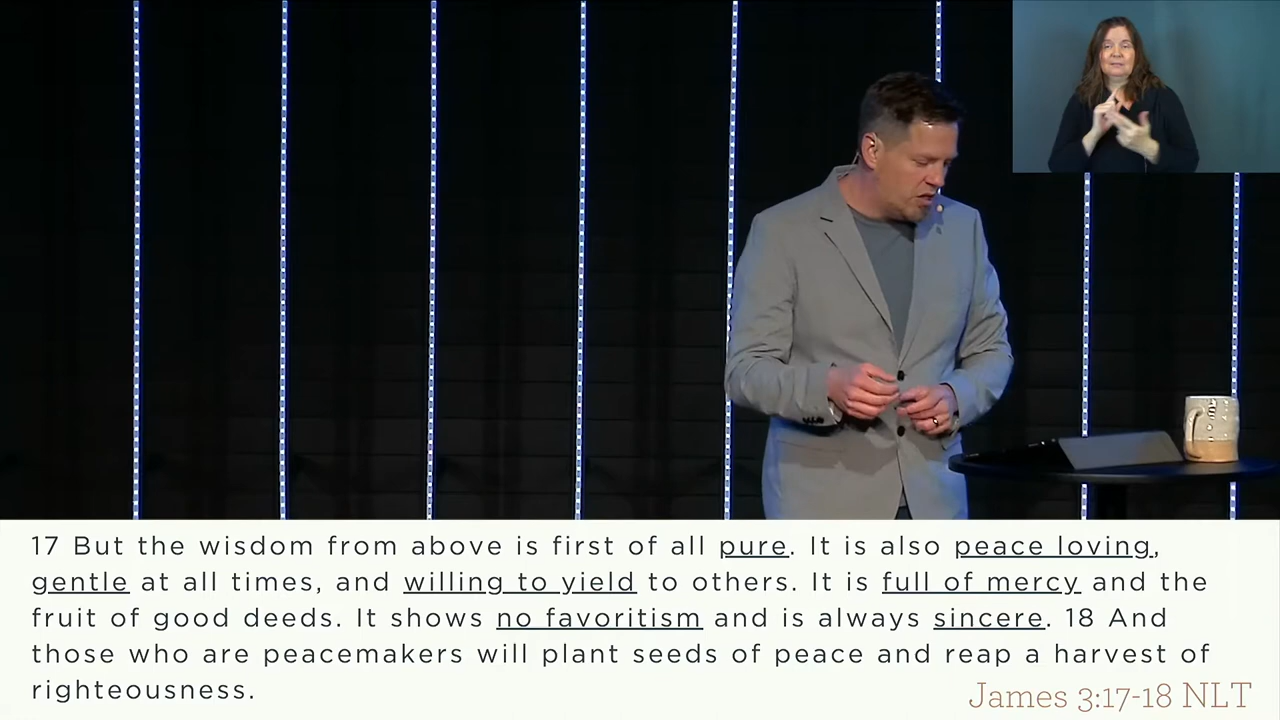 17 But the wisdom from above is first of all pure. It is also peace loving,
gentle at all times, and willing to yield to others. It is full of mercy and the
fruit of good deeds. It shows no favoritism and is always sincere. 18 And
those who are peacemakers will plant seeds of peace and reap a harvest of
righteousness.
James 3:17-18 NLT